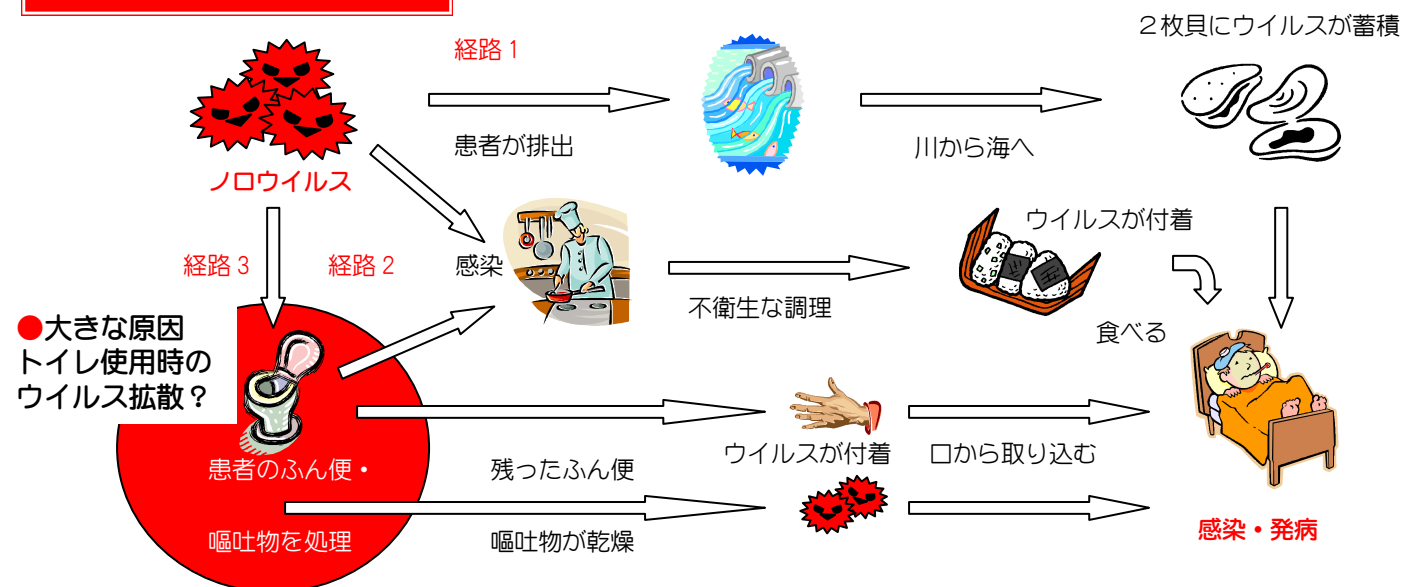 ２枚貝にウイルスが蓄積
経路１
患者が排出
川から海へ
ノロウイルス
ウイルスが付着
経路３
経路２
感染
不衛生な調理
食べる
●大きな原因
トイレ使用時の
ウイルス拡散？
ウイルスが付着
口から取り込む
患者のふん便・
残ったふん便
嘔吐物を処理
嘔吐物が乾燥
感染・発病